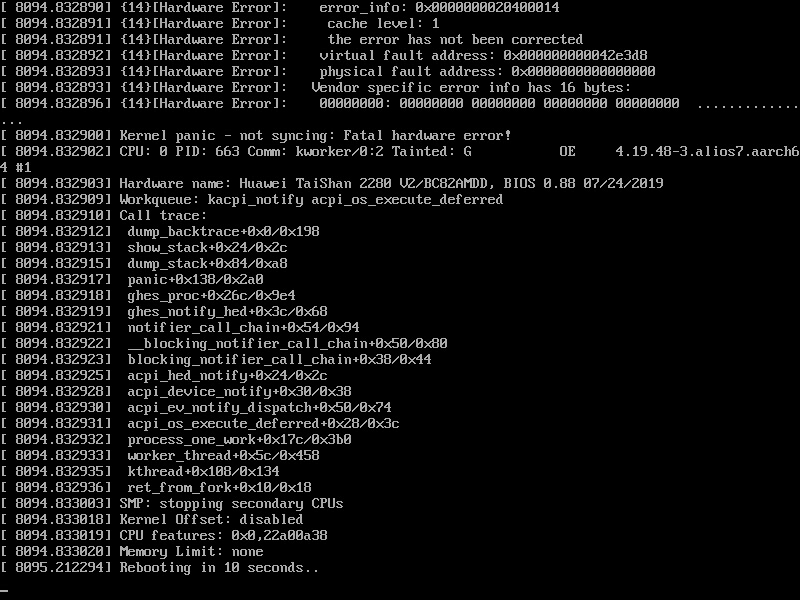 [ 8094.832890] {14}[Hardware Error]:    error_info: 0x0000000020400014
[ 8094.832891] {14}[Hardware Error]:     cache level: 1
[ 8094.832891] {14}[Hardware Error]:     the error has not been corrected
[ 8094.832892] {14}[Hardware Error]:    virtual fault address: 0x000000000042e3d8
[ 8094.832893] {14}[Hardware Error]:    physical fault address: 0x0000000000000000
[ 8094.832893] {14}[Hardware Error]:   Vendor specific error info has 16 bytes:
[ 8094.832896] {14}[Hardware Error]:    00000000: 00000000 00000000 00000000 00000000  .............
...
[ 8094.832900] Kernel panic - not syncing: Fatal hardware error!
[ 8094.832902] CPU: 0 PID: 663 Comm: kworker/0:2 Tainted: G           OE     4.19.48-3.alios7.aarch6
4 #1
[ 8094.832903] Hardware name: Huawei TaiShan 2280 V2/BC82AMDD, BIOS 0.88 07/24/2019
[ 8094.832909] Workqueue: kacpi_notify acpi_os_execute_deferred
[ 8094.832910] Call trace:
[ 8094.832912]  dump_backtrace+0x0/0x198
[ 8094.832913]  show_stack+0x24/0x2c
[ 8094.832915]  dump_stack+0x84/0xa8
[ 8094.832917]  panic+0x138/0x2a0
[ 8094.832918]  ghes_proc+0x26c/0x9e4
[ 8094.832919]  ghes_notify_hed+0x3c/0x68
[ 8094.832921]  notifier_call_chain+0x54/0x94
[ 8094.832922]  __blocking_notifier_call_chain+0x50/0x80
[ 8094.832923]  blocking_notifier_call_chain+0x38/0x44
[ 8094.832925]  acpi_hed_notify+0x24/0x2c
[ 8094.832928]  acpi_device_notify+0x30/0x38
[ 8094.832930]  acpi_ev_notify_dispatch+0x50/0x74
[ 8094.832931]  acpi_os_execute_deferred+0x28/0x3c
[ 8094.832932]  process_one_work+0x17c/0x3b0
[ 8094.832933]  worker_thread+0x5c/0x458
[ 8094.832935]  kthread+0x108/0x134
[ 8094.832936]  ret_from_fork+0x10/0x18
[ 8094.833003] SMP: stopping secondary CPUs
[ 8094.833018] Kernel Offset: disabled
[ 8094.833019] CPU features: 0x0,22a00a38
[ 8094.833020] Memory Limit: none
[ 8095.212294] Rebooting in 10 seconds..
_